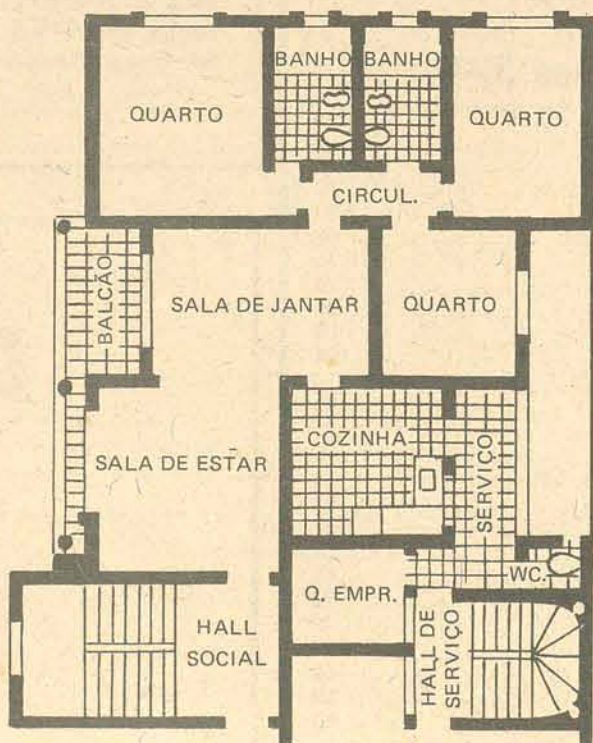 BANHO
BANHO
QUARTO
QUARTO
CIRCUL.
BALCÃO
SALA DE JANTAR
QUARTO
COZINHA
SALA DE ESTAR
SERVIÇO
WC.
Q. EMPR.
HALL
SOCIAL
HALL DE
SERVIÇO